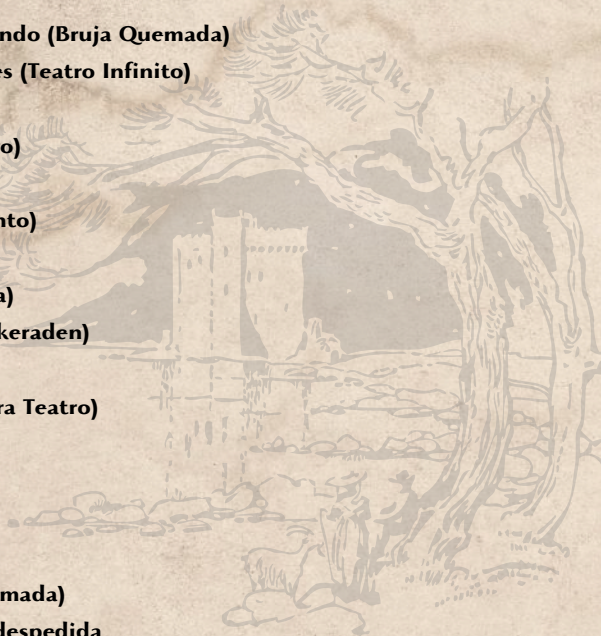 ndo (Bruja Quemada)
es (Teatro Infinito)
o)
nto)
a)
keraden)
ra Teatro)
mada)
despedida